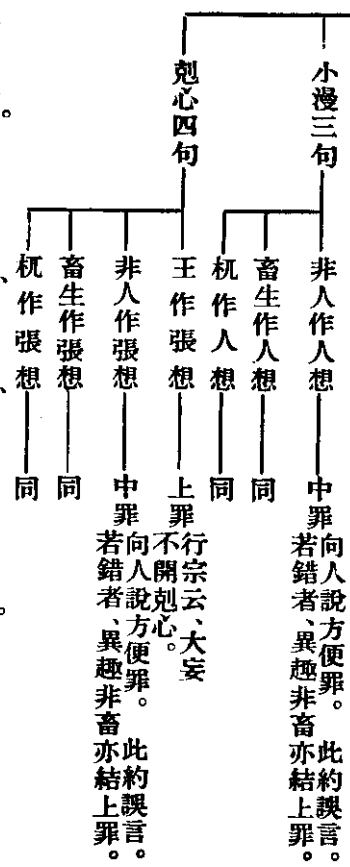 小漫三句
非人作人想
中罪
向人說方便罪。此約誤言。
若錯者、異趣非畜亦結上罪。
畜生作人想
同
杌作人想
同
剋心四句
王作張想
上罪
行宗云、大妄
不開剋心。
非人作張想
中罪
向人說方便罪。此約誤言。
若錯者、異趣非畜亦結上罪。
畜生作張想
同
杌作張想
同